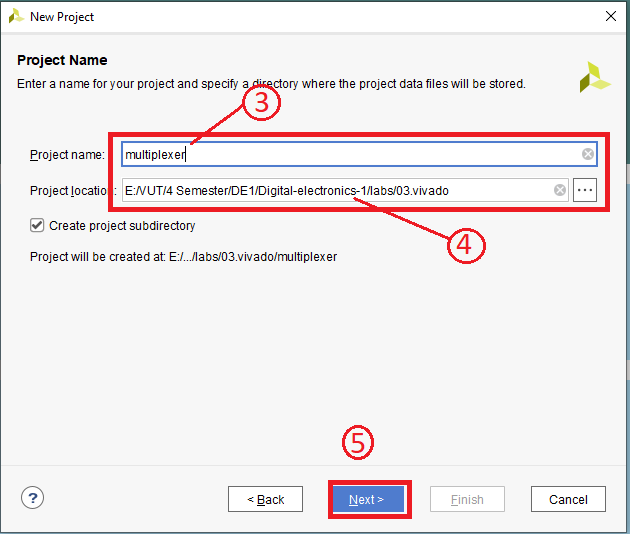 New Project
Project Name
Enter a name for your project and specify a directory where the project data files will be stored.
3
Project name: multiplexer
Project location: E:/VUT/4 Semester/DE1/Digital-electronics-1/labs/03.vivado ...
Create project subdirectory
4
Project will be created at: E:/.../labs/03.vivado/multiplexer
5
? < Back Next > Finish Cancel